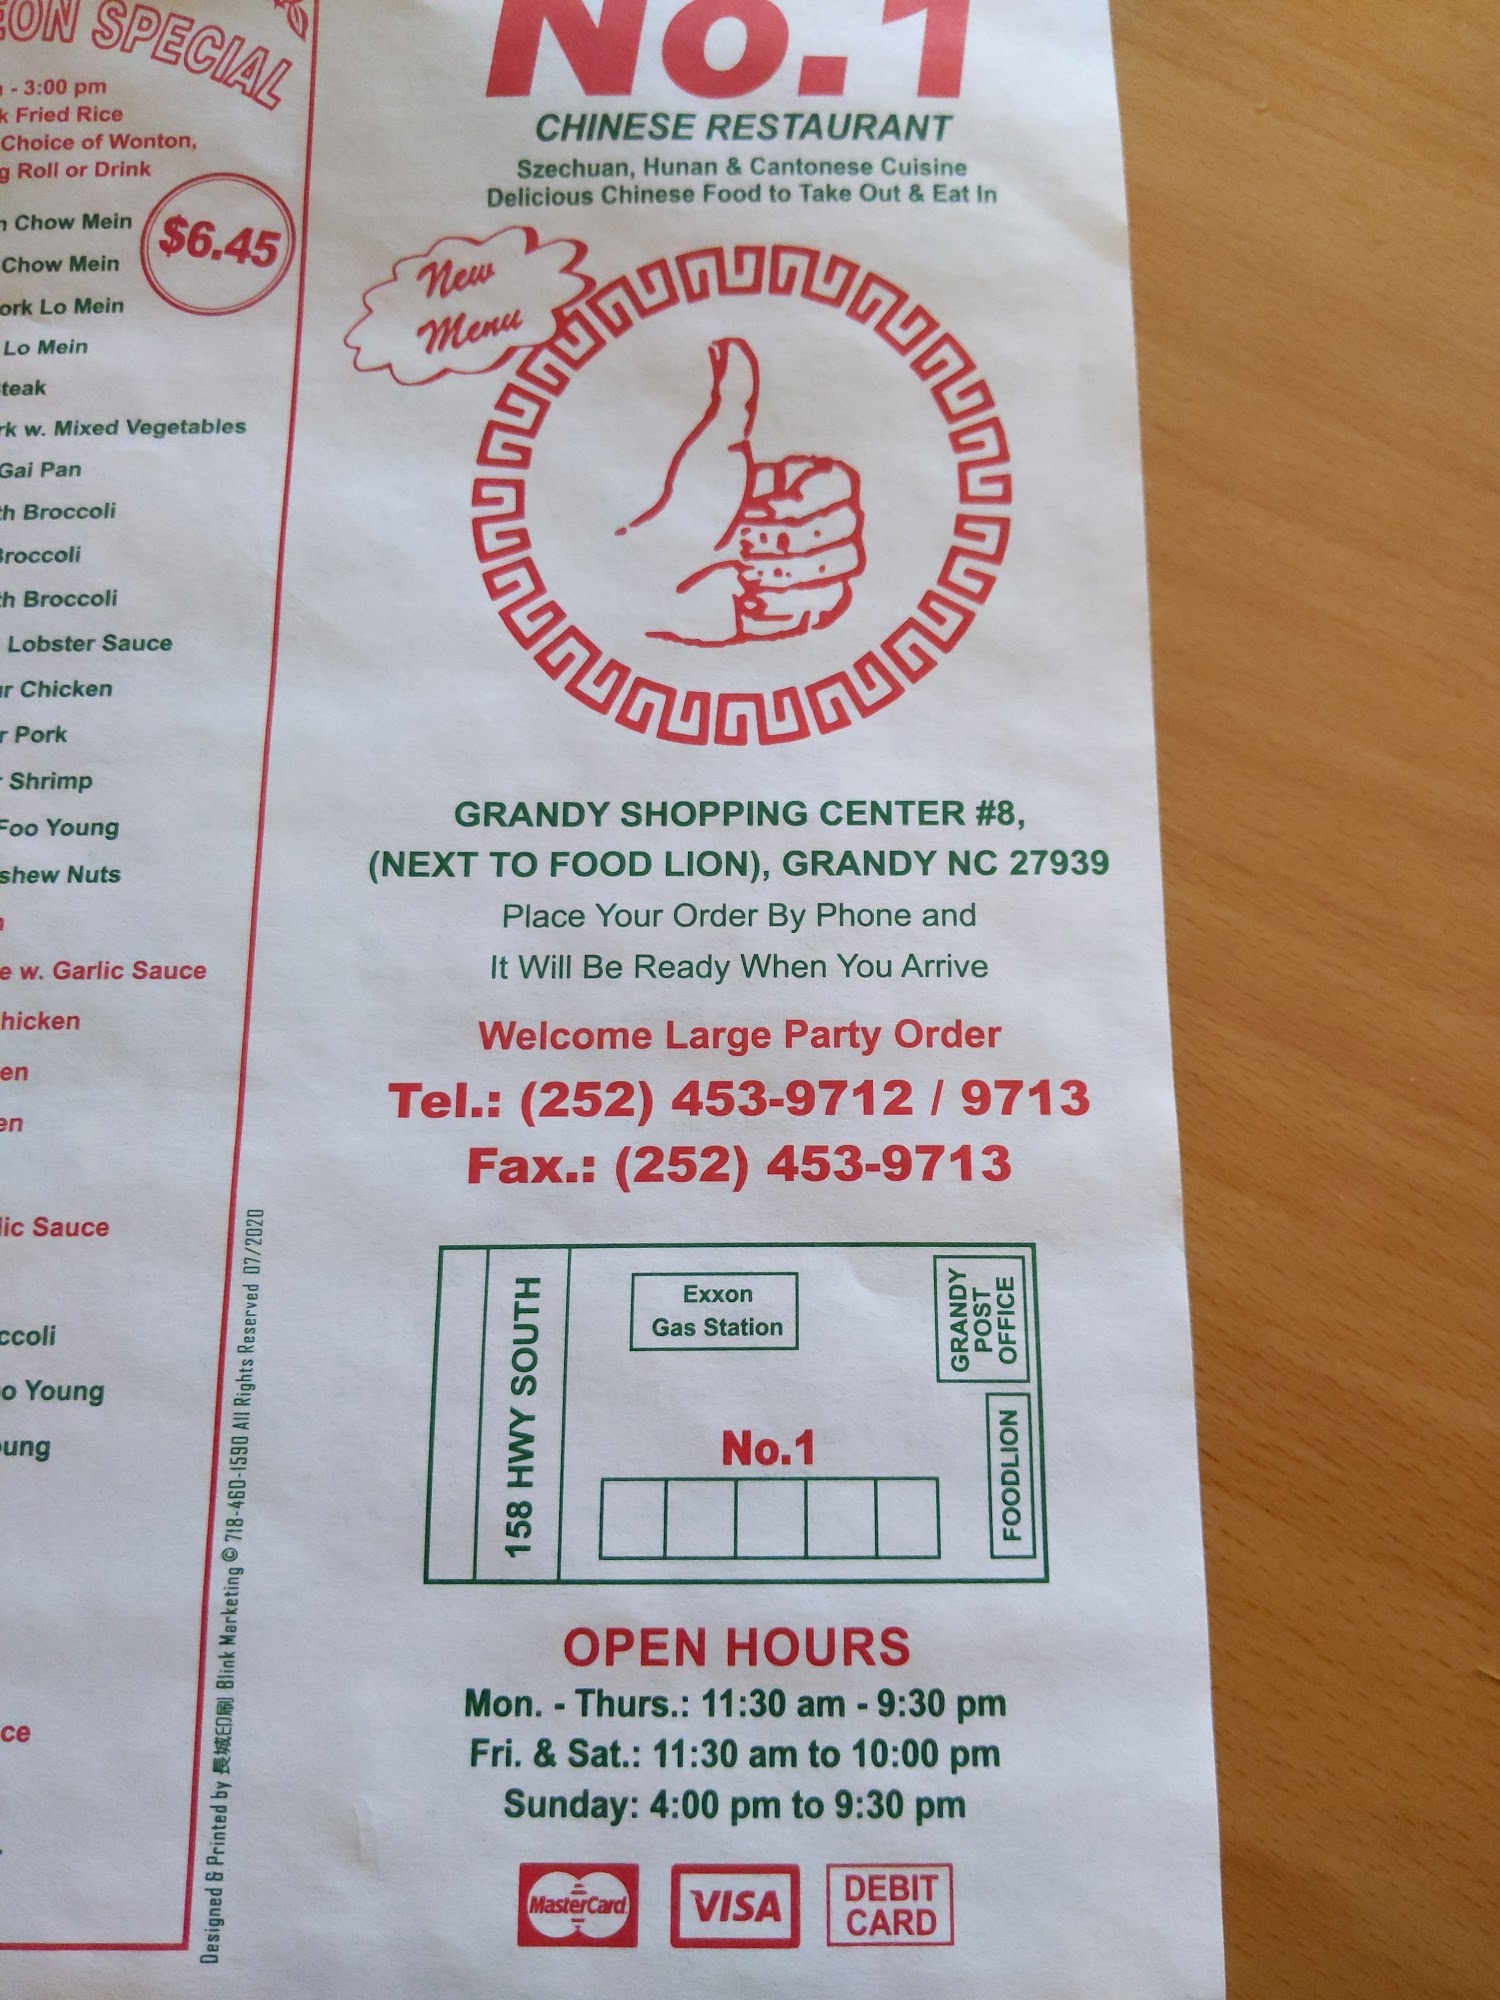 EON SPECIAL
- 3:00 pm
k Fried Rice
Choice of Wonton,
g Roll or Drink
$6.45
n Chow Mein
Chow Mein
ork Lo Mein
Lo Mein
teak
rk w. Mixed Vegetables
Gai Pan
th Broccoli
Broccoli
th Broccoli
Lobster Sauce
ur Chicken
r Pork
r Shrimp
Foo Young
shew Nuts
e w. Garlic Sauce
hicken
en
en
lic Sauce
ccoli
oo Young
oung
ce
Designed & Printed by 長城印刷 Blink Marketing © 718-460-1590 All Rights Reserved 07/2020
No.1
CHINESE RESTAURANT
Szechuan, Hunan & Cantonese Cuisine
Delicious Chinese Food to Take Out & Eat In
New
Menu
GRANDY SHOPPING CENTER #8,
(NEXT TO FOOD LION), GRANDY NC 27939
Place Your Order By Phone and
It Will Be Ready When You Arrive
Welcome Large Party Order
Tel.: (252) 453-9712 / 9713
Fax.: (252) 453-9713
158 HWY SOUTH
Exxon
Gas Station
GRANDY
POST
OFFICE
No.1
FOODLION
OPEN HOURS
Mon. - Thurs.: 11:30 am - 9:30 pm
Fri. & Sat.: 11:30 am to 10:00 pm
Sunday: 4:00 pm to 9:30 pm
MasterCard
VISA
DEBIT
CARD